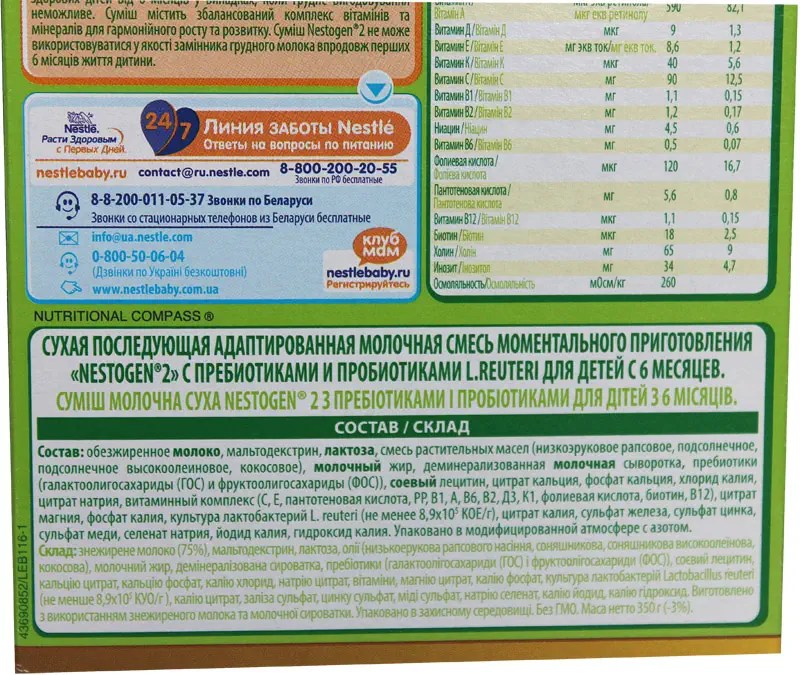 неможливе. Суміш містить збалансований комплекс вітамінів та
мінералів для гармонійного росту та розвитку. Суміш Nestogen®2 не може
використовуватися у якості замінника грудного молока впродовж перших
6 місяців життя дитини.
Nestlé.
Расти Здоровым
с Первых Дней.
24/7
Линия заботы Nestlé
Ответы на вопросы по питанию
nestlebaby.ru contact@ru.nestle.com 8-800-200-20-55
Звонки по РФ бесплатные
8-8-200-011-05-37 Звонки по Беларуси
Звонки со стационарных телефонов из Беларуси бесплатные
info@ua.nestle.com
0-800-50-06-04
(Дзвінки по Україні безкоштовні)
www.nestlebaby.com.ua
клуб
мам
nestlebaby.ru
Регистрируйтесь
Вітамін А мкг екв ретинолу 590 82,1
Витамин Д/Вітамін Д мкг 9 1,3
Витамин Е/Вітамін Е мг экв ток/мг екв ток. 8,6 1,2
Витамин К/Вітамін К мкг 40 5,6
Витамин С/Вітамін С мг 90 12,5
Витамин В1/Вітамін В1 мг 1,1 0,15
Витамин В2/Вітамін В2 мг 1,2 0,17
Ниацин/Ніацин мг 4,5 0,6
Витамин В6/Вітамін В6 мг 0,5 0,07
Фолиевая кислота/
Фолієва кислота мкг 120 16,7
Пантотеновая кислота/
Пантотенова кислота мг 5,6 0,8
Витамин В12/Вітамін В12 мкг 1,1 0,15
Биотин/Біотин мкг 18 2,5
Холин/Холін мг 65 9
Инозит/Інозитол мг 34 4,7
Осмоляльность/Осмоляльність мОсм/кг 260
NUTRITIONAL COMPASS ®
СУХАЯ ПОСЛЕДУЮЩАЯ АДАПТИРОВАННАЯ МОЛОЧНАЯ СМЕСЬ МОМЕНТАЛЬНОГО ПРИГОТОВЛЕНИЯ
«NESTOGEN®2» С ПРЕБИОТИКАМИ И ПРОБИОТИКАМИ L.REUTERI ДЛЯ ДЕТЕЙ С 6 МЕСЯЦЕВ.
СУМІШ МОЛОЧНА СУХА NESTOGEN® 2 З ПРЕБІОТИКАМИ І ПРОБІОТИКАМИ ДЛЯ ДІТЕЙ З 6 МІСЯЦІВ.
СОСТАВ / СКЛАД
Состав: обезжиренное молоко, мальтодекстрин, лактоза, смесь растительных масел (низкоэруковое рапсовое, подсолнечное,
подсолнечное высокоолеиновое, кокосовое), молочный жир, деминерализованная молочная сыворотка, пребиотики
(галактоолигосахариды (ГОС) и фруктоолигосахариды (ФОС)), соевый лецитин, цитрат кальция, фосфат кальция, хлорид калия,
цитрат натрия, витаминный комплекс (С, Е, пантотеновая кислота, РР, В1, А, В6, В2, Д3, К1, фолиевая кислота, биотин, В12), цитрат
магния, фосфат калия, культура лактобактерий L. reuteri (не менее 8,9x10⁵ КОЕ/г), цитрат калия, сульфат железа, сульфат цинка,
сульфат меди, селенат натрия, йодид калия, гидроксид калия. Упаковано в модифицированной атмосфере с азотом.
Склад: знежирене молоко (75%), мальтодекстрин, лактоза, олії (низькоерукова рапсового насіння, соняшникова, соняшникова високоолеїнова,
кокосова), молочний жир, демінералізована сироватка, пребіотики (галактоолігосахариди (ГОС) і фруктоолігосахариди (ФОС)), соєвий лецитин,
кальцію цитрат, кальцію фосфат, калію хлорид, натрію цитрат, вітаміни, магнію цитрат, калію фосфат, культура лактобактерій Lactobacillus reuteri
(не менше 8,9x10⁵ КУО/г), калію цитрат, заліза сульфат, цинку сульфат, міді сульфат, натрію селенат, калію йодид, калію гідроксид. Виготовлено
з використанням знежиреного молока та молочної сироватки. Упаковано в захисному середовищі. Без ГМО. Маса нетто 350 г (-3%).
43690852/LEB116-1